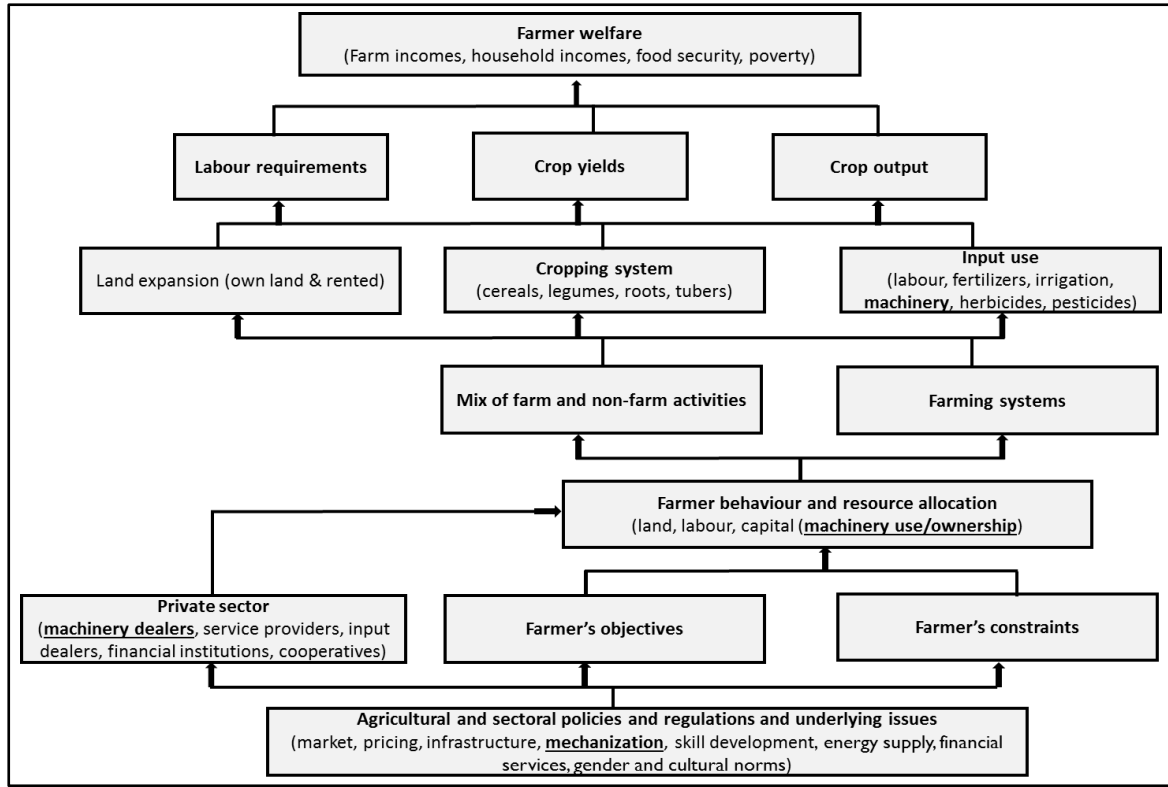 Farmer welfare
(Farm incomes, household incomes, food security, poverty)
Labour requirements
Crop yields
Crop output
Land expansion (own land & rented)
Cropping system
(cereals, legumes, roots, tubers)
Input use
(labour, fertilizers, irrigation,
machinery, herbicides, pesticides)
Mix of farm and non-farm activities
Farming systems
Farmer behaviour and resource allocation
(land, labour, capital (machinery use/ownership)
Private sector
(machinery dealers, service providers, input
dealers, financial institutions, cooperatives)
Farmer's objectives
Farmer's constraints
Agricultural and sectoral policies and regulations and underlying issues
(market, pricing, infrastructure, mechanization, skill development, energy supply, financial
services, gender and cultural norms)